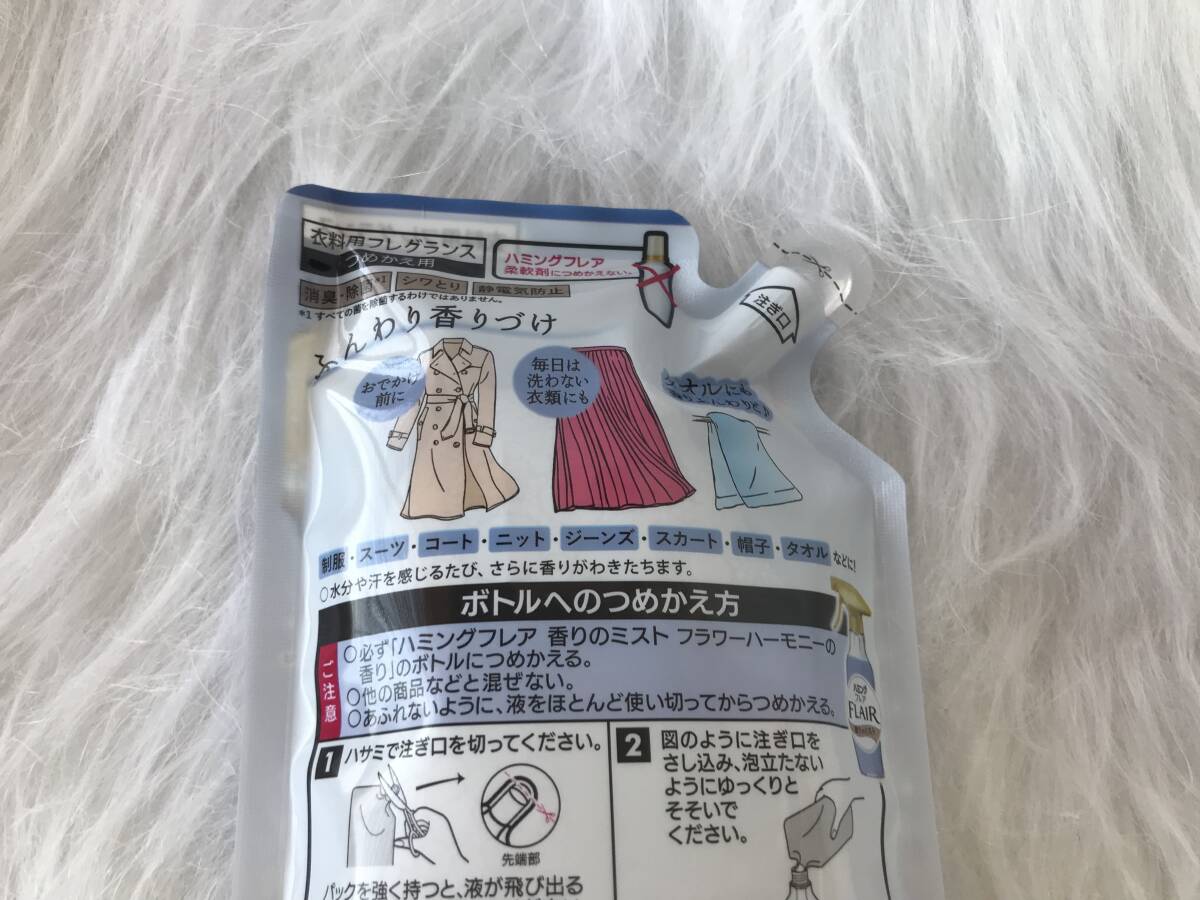 衣料用フレグランス
つめかえ用
ハミングフレア
柔軟剤につめかえない。
消臭・除菌*1 シワとり 静電気防止
*1 すべての菌を除菌するわけではありません。
ふんわり香りづけ
注ぎ口
おでかけ
前に
毎日は
洗わない
衣類にも
オルにも
制服・スーツ・コート・ニット・ジーンズ・スカート・帽子・タオル などに!
○水分や汗を感じるたび、さらに香りがわきたちます。
ボトルへのつめかえ方
ご注意
○必ず「ハミングフレア 香りのミスト フラワーハーモニーの
香り」のボトルにつめかえる。
○他の商品などと混ぜない。
○あふれないように、液をほとんど使い切ってからつめかえる。
ハミング
フレア
FLAIR
1 ハサミで注ぎ口を切ってください。
先端部
パックを強く持つと、液が飛び出る
2 図のように注ぎ口を
さし込み、泡立たない
ようにゆっくりと
そそいで
ください。